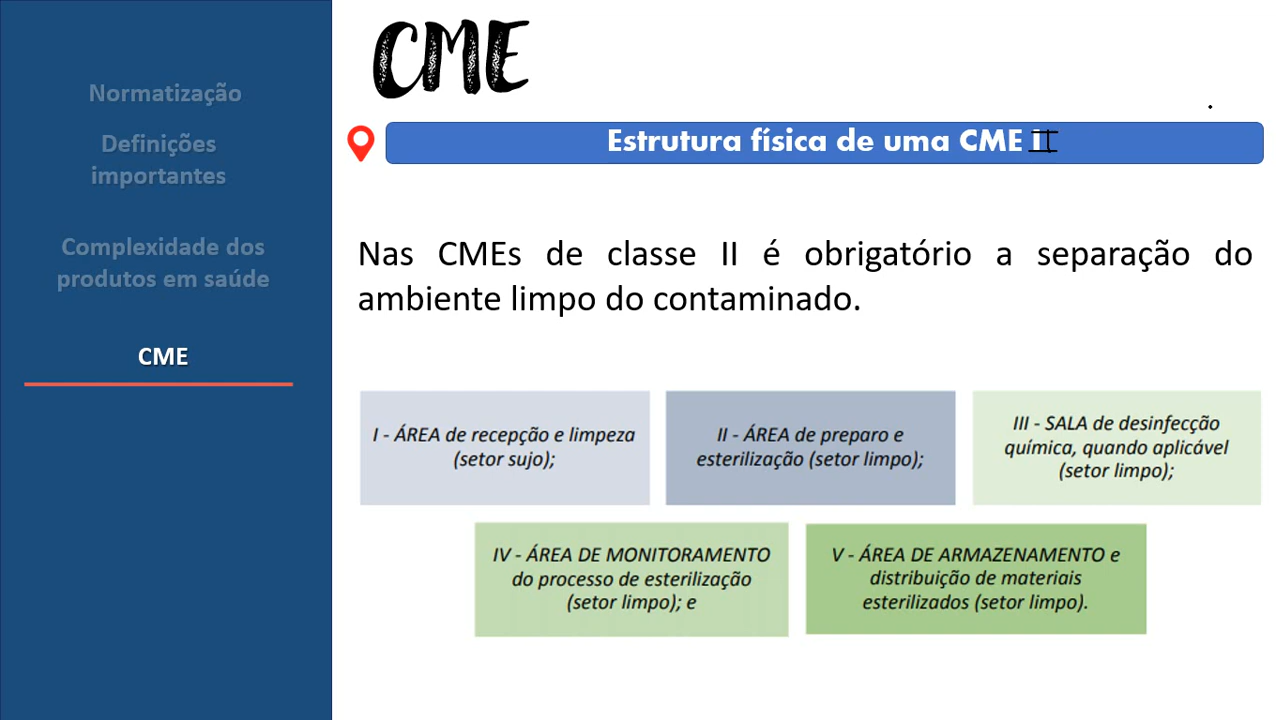 CME
Estrutura física de uma CME II
Normatização
Definições
importantes
Complexidade dos
produtos em saúde
CME
Nas CMEs de classe II é obrigatório a separação do
ambiente limpo do contaminado.
I - ÁREA de recepção e limpeza
(setor sujo);
II - ÁREA de preparo e
esterilização (setor limpo);
III - SALA de desinfecção
química, quando aplicável
(setor limpo);
IV - ÁREA DE MONITORAMENTO
do processo de esterilização
(setor limpo); e
V - ÁREA DE ARMAZENAMENTO e
distribuição de materiais
esterilizados (setor limpo).